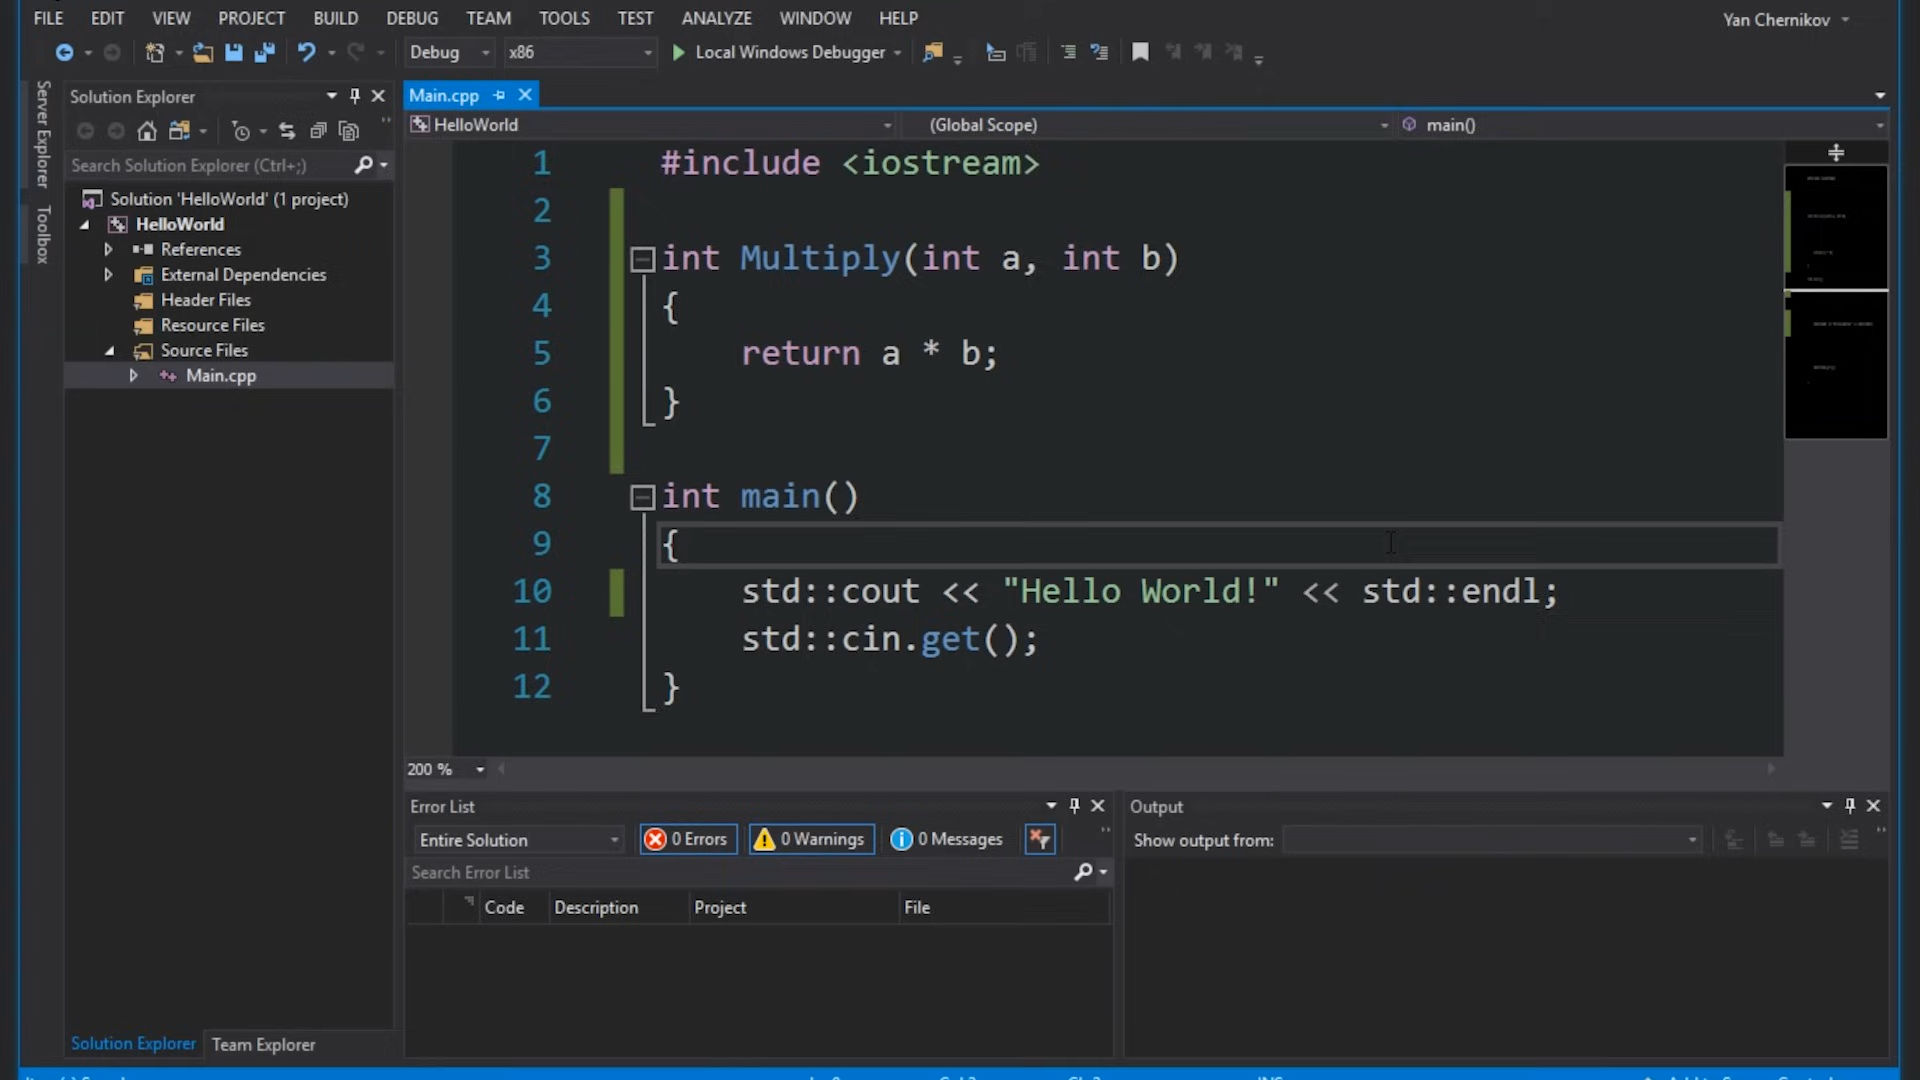 FILE EDIT VIEW PROJECT BUILD DEBUG TEAM TOOLS TEST ANALYZE WINDOW HELP
Yan Chernikov
Debug x86 Local Windows Debugger
Server Explorer
Toolbox
Solution Explorer
Search Solution Explorer (Ctrl+;)
Solution 'HelloWorld' (1 project)
HelloWorld
References
External Dependencies
Header Files
Resource Files
Source Files
Main.cpp
Main.cpp
HelloWorld (Global Scope) main()
1 #include <iostream>
2
3 int Multiply(int a, int b)
4 {
5 return a * b;
6 }
7
8 int main()
9 {
10 std::cout << "Hello World!" << std::endl;
11 std::cin.get();
12 }
200 %
Error List
Entire Solution 0 Errors 0 Warnings 0 Messages
Search Error List
Code Description Project File
Output
Show output from:
Solution Explorer Team Explorer